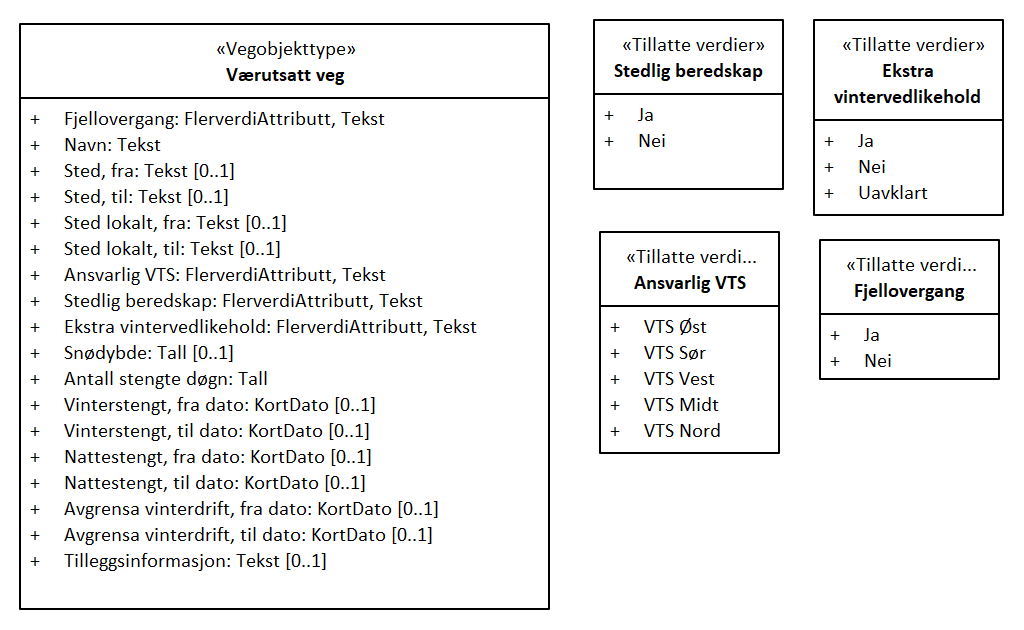 «Vegobjekttype»
Værutsatt veg
+ Fjellovergang: FlerverdiAttributt, Tekst
+ Navn: Tekst
+ Sted, fra: Tekst [0..1]
+ Sted, til: Tekst [0..1]
+ Sted lokalt, fra: Tekst [0..1]
+ Sted lokalt, til: Tekst [0..1]
+ Ansvarlig VTS: FlerverdiAttributt, Tekst
+ Stedlig beredskap: FlerverdiAttributt, Tekst
+ Ekstra vintervedlikehold: FlerverdiAttributt, Tekst
+ Snødybde: Tall [0..1]
+ Antall stengte døgn: Tall
+ Vinterstengt, fra dato: KortDato [0..1]
+ Vinterstengt, til dato: KortDato [0..1]
+ Nattestengt, fra dato: KortDato [0..1]
+ Nattestengt, til dato: KortDato [0..1]
+ Avgrensa vinterdrift, fra dato: KortDato [0..1]
+ Avgrensa vinterdrift, til dato: KortDato [0..1]
+ Tilleggsinformasjon: Tekst [0..1]
«Tillatte verdier»
Stedlig beredskap
+ Ja
+ Nei
«Tillatte verdier»
Ekstra
vintervedlikehold
+ Ja
+ Nei
+ Uavklart
«Tillatte verdi...
Ansvarlig VTS
+ VTS Øst
+ VTS Sør
+ VTS Vest
+ VTS Midt
+ VTS Nord
«Tillatte verdi...
Fjellovergang
+ Ja
+ Nei